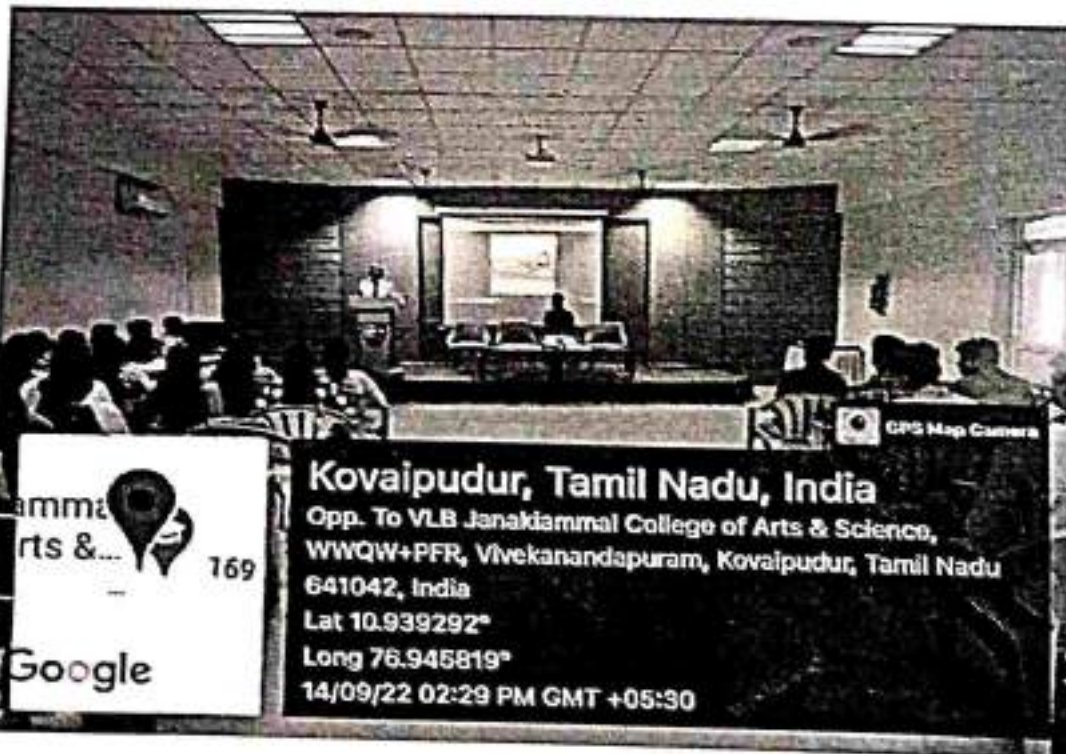 GPS Map Camera
Kovaipudur, Tamil Nadu, India
Opp. To VLB Janakiammal College of Arts & Science,
WWQW+PFR, Vivekanandapuram, Kovaipudur, Tamil Nadu
641042, India
Lat 10.939292°
Long 76.945819°
14/09/22 02:29 PM GMT +05:30
amma
rts &...
169
...
Google